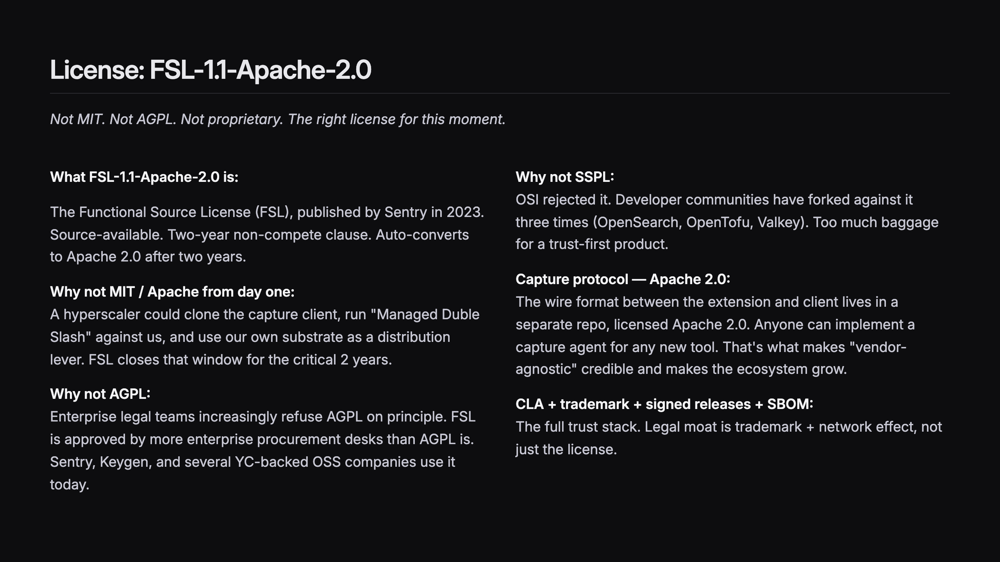 License: FSL-1.1-Apache-2.0
Not MIT. Not AGPL. Not proprietary. The right license for this moment.
What FSL-1.1-Apache-2.0 is:
The Functional Source License (FSL), published by Sentry in 2023.
Source-available. Two-year non-compete clause. Auto-converts
to Apache 2.0 after two years.
Why not MIT / Apache from day one:
A hyperscaler could clone the capture client, run "Managed Duble
Slash" against us, and use our own substrate as a distribution
lever. FSL closes that window for the critical 2 years.
Why not AGPL:
Enterprise legal teams increasingly refuse AGPL on principle. FSL
is approved by more enterprise procurement desks than AGPL is.
Sentry, Keygen, and several YC-backed OSS companies use it
today.
Why not SSPL:
OSI rejected it. Developer communities have forked against it
three times (OpenSearch, OpenTofu, Valkey). Too much baggage
for a trust-first product.
Capture protocol — Apache 2.0:
The wire format between the extension and client lives in a
separate repo, licensed Apache 2.0. Anyone can implement a
capture agent for any new tool. That's what makes "vendor-
agnostic" credible and makes the ecosystem grow.
CLA + trademark + signed releases + SBOM:
The full trust stack. Legal moat is trademark + network effect, not
just the license.